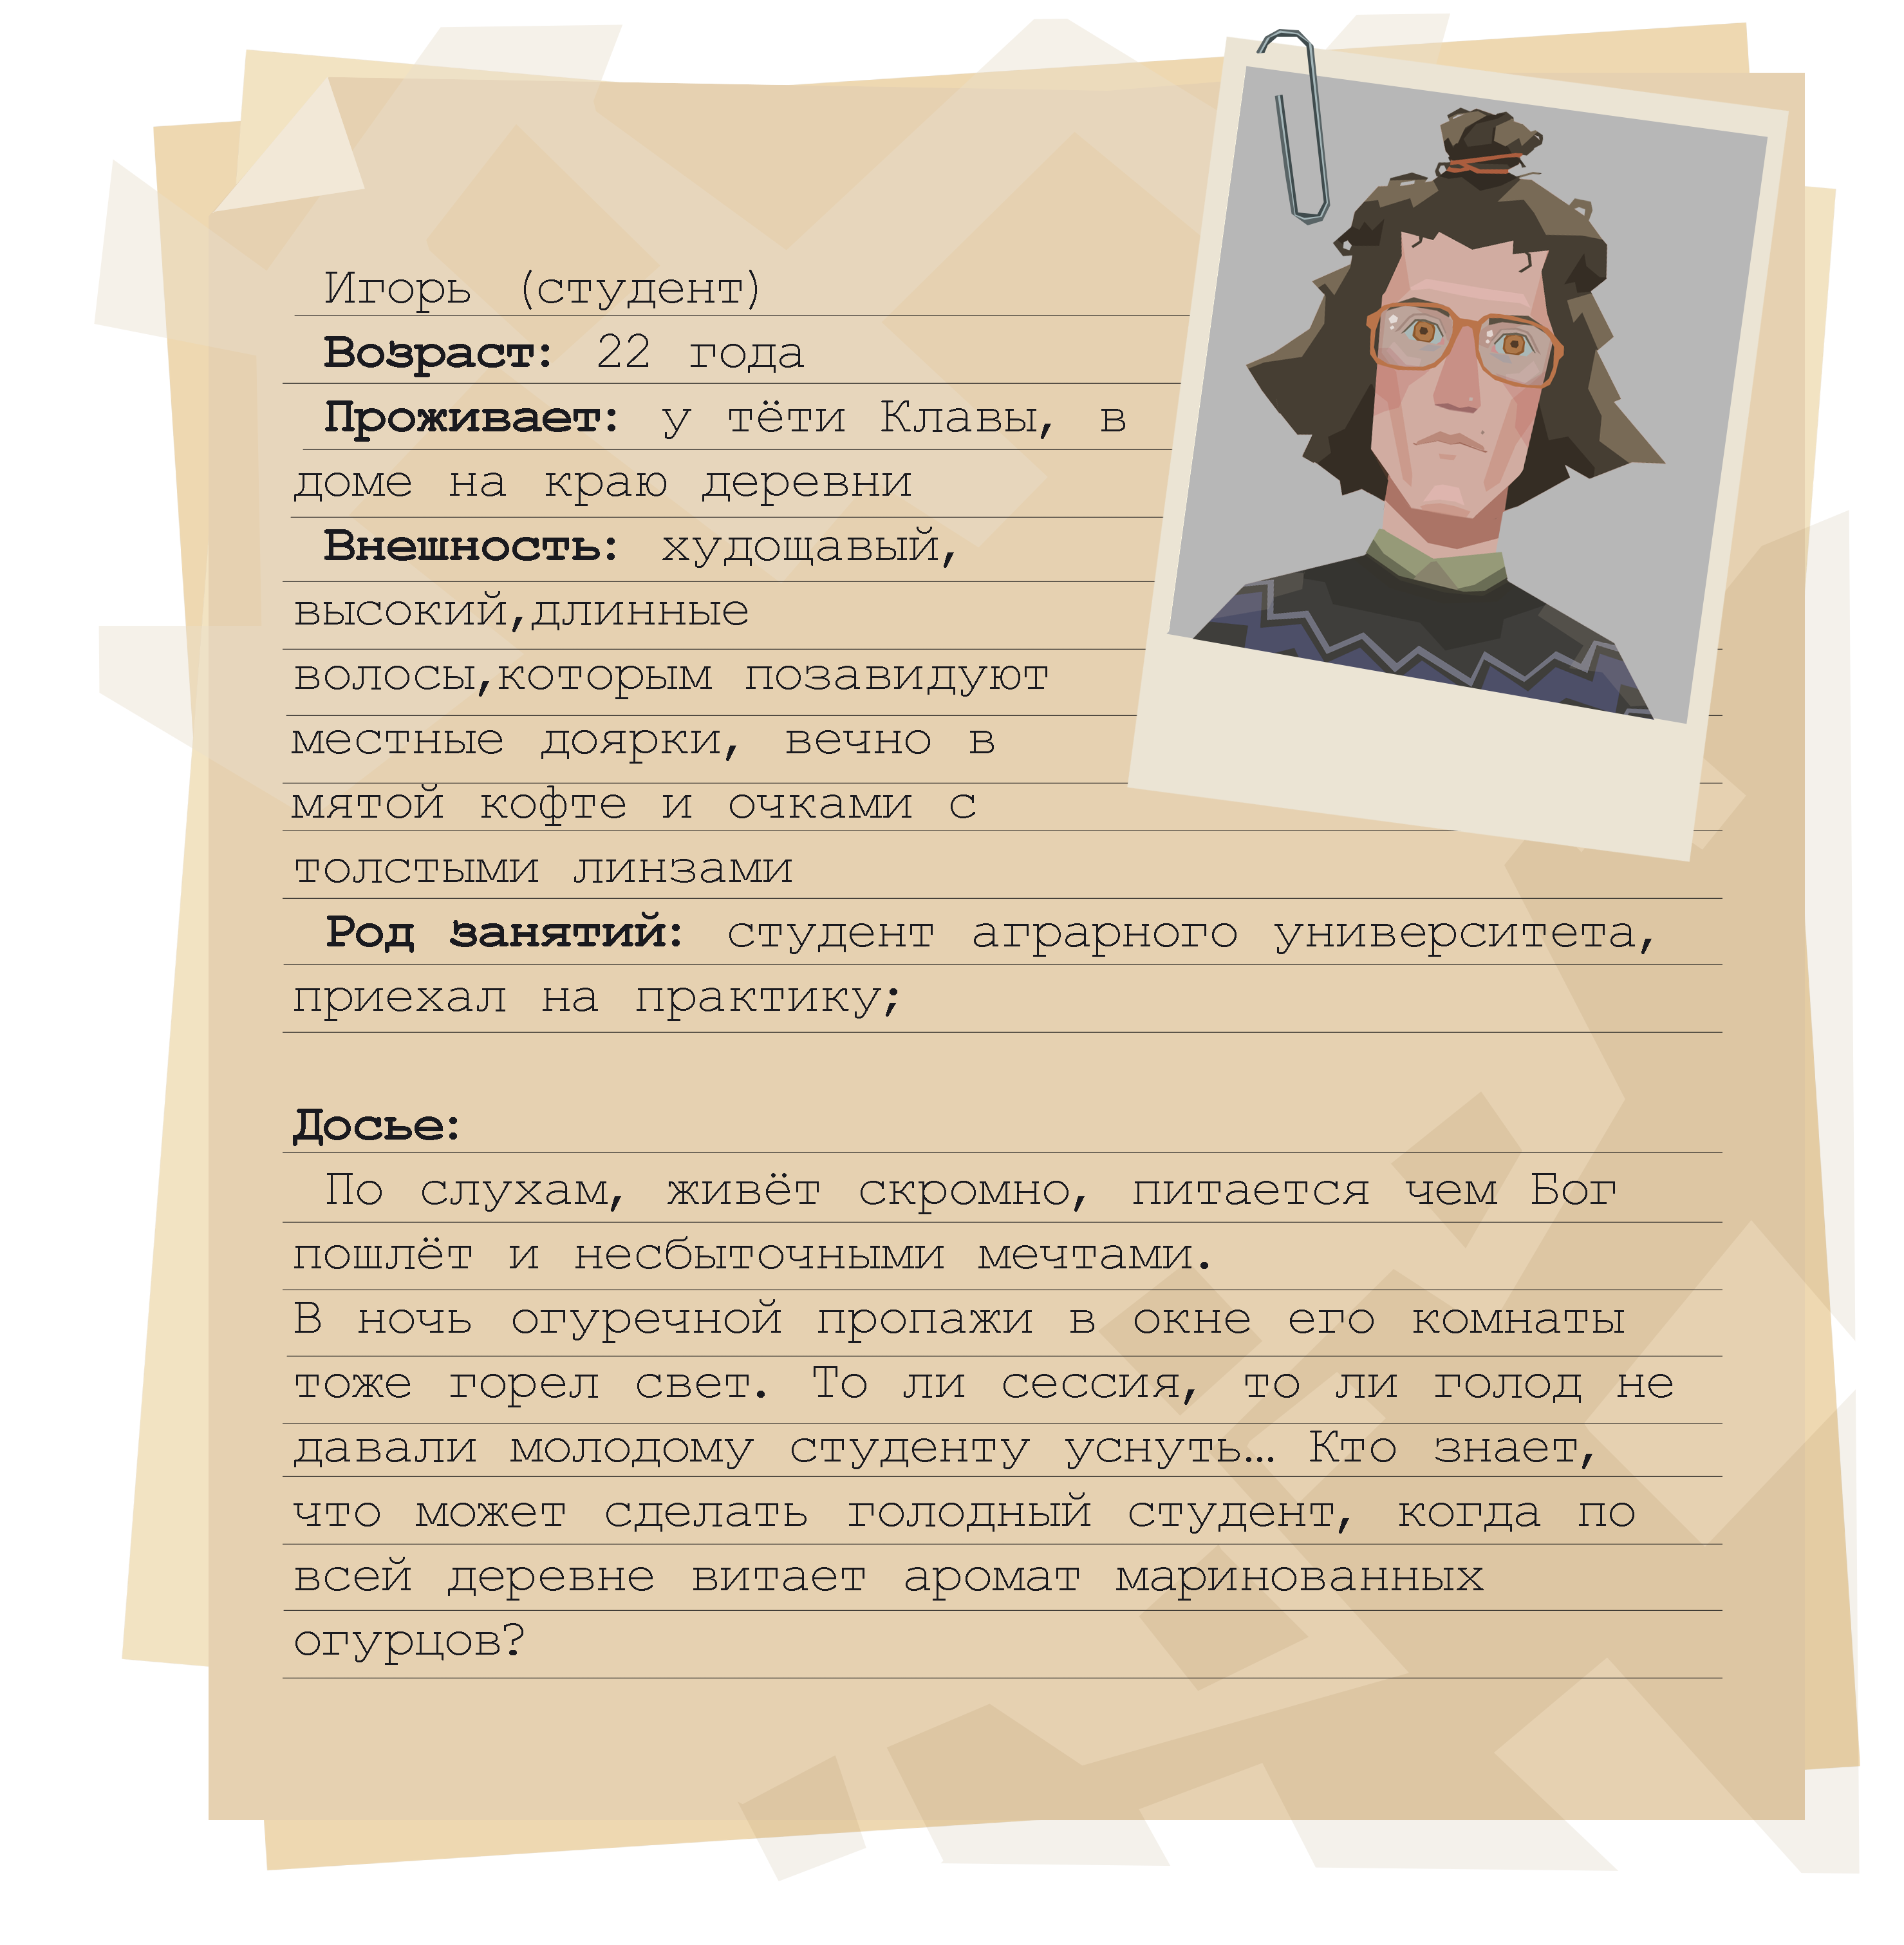 Игорь (студент)
Возраст: 22 года
Проживает: у тёти Клавы, в
доме на краю деревни
Внешность: худощавый,
высокий,длинные
волосы,которым позавидуют
местные доярки, вечно в
мятой кофте и очками с
толстыми линзами
Род занятий: студент аграрного университета,
приехал на практику;
Досье:
По слухам, живёт скромно, питается чем Бог
пошлёт и несбыточными мечтами.
В ночь огуречной пропажи в окне его комнаты
тоже горел свет. То ли сессия, то ли голод не
давали молодому студенту уснуть… Кто знает,
что может сделать голодный студент, когда по
всей деревне витает аромат маринованных
огурцов?